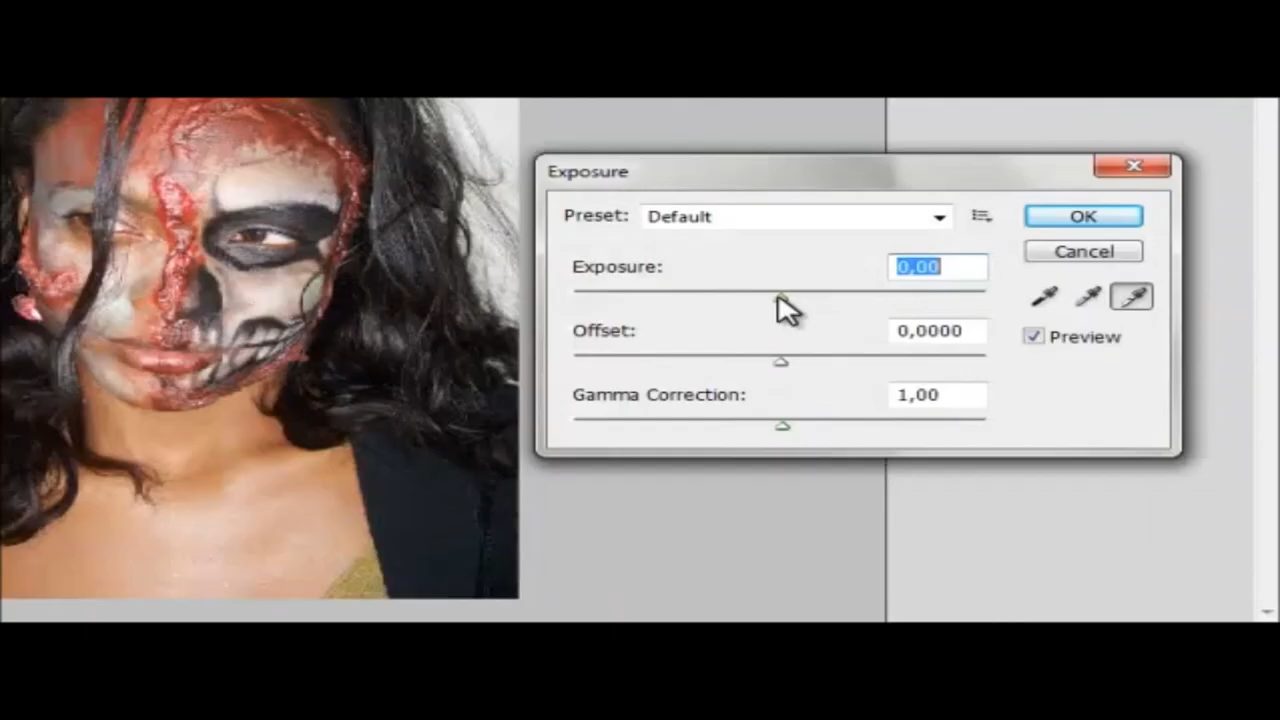 Exposure
Preset: Default
OK
Cancel
Exposure: 0,00
Offset: 0,0000
Preview
Gamma Correction: 1,00